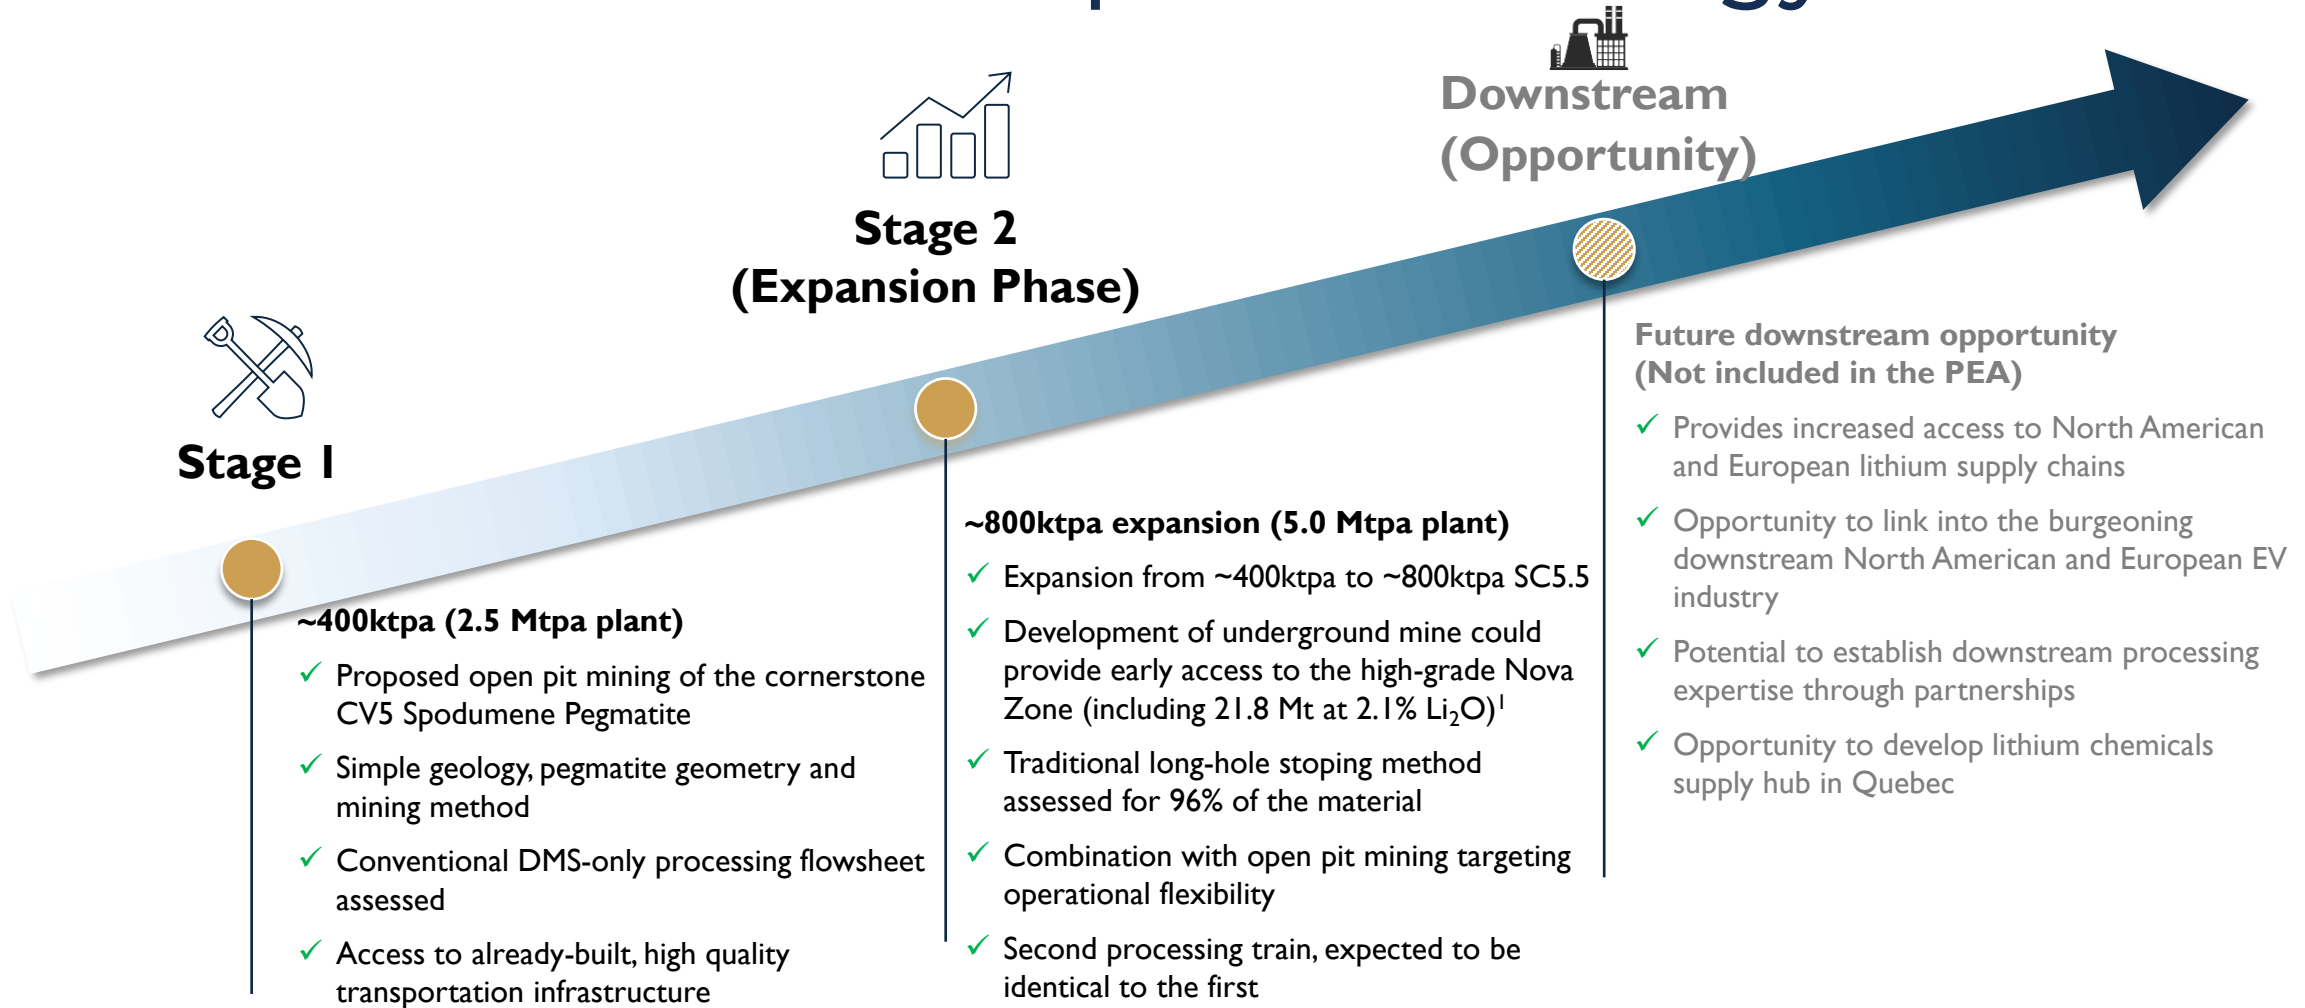 Downstream
(Opportunity)
Stage 2
(Expansion Phase)
Stage 1
Future downstream opportunity
(Not included in the PEA)
✓ Provides increased access to North American
and European lithium supply chains
✓ Opportunity to link into the burgeoning
downstream North American and European EV
industry
✓ Potential to establish downstream processing
expertise through partnerships
✓ Opportunity to develop lithium chemicals
supply hub in Quebec
~800ktpa expansion (5.0 Mtpa plant)
✓ Expansion from ~400ktpa to ~800ktpa SC5.5
✓ Development of underground mine could
provide early access to the high-grade Nova
Zone (including 21.8 Mt at 2.1% Li₂O)¹
✓ Traditional long-hole stoping method
assessed for 96% of the material
✓ Combination with open pit mining targeting
operational flexibility
✓ Second processing train, expected to be
identical to the first
~400ktpa (2.5 Mtpa plant)
✓ Proposed open pit mining of the cornerstone
CV5 Spodumene Pegmatite
✓ Simple geology, pegmatite geometry and
mining method
✓ Conventional DMS-only processing flowsheet
assessed
✓ Access to already-built, high quality
transportation infrastructure